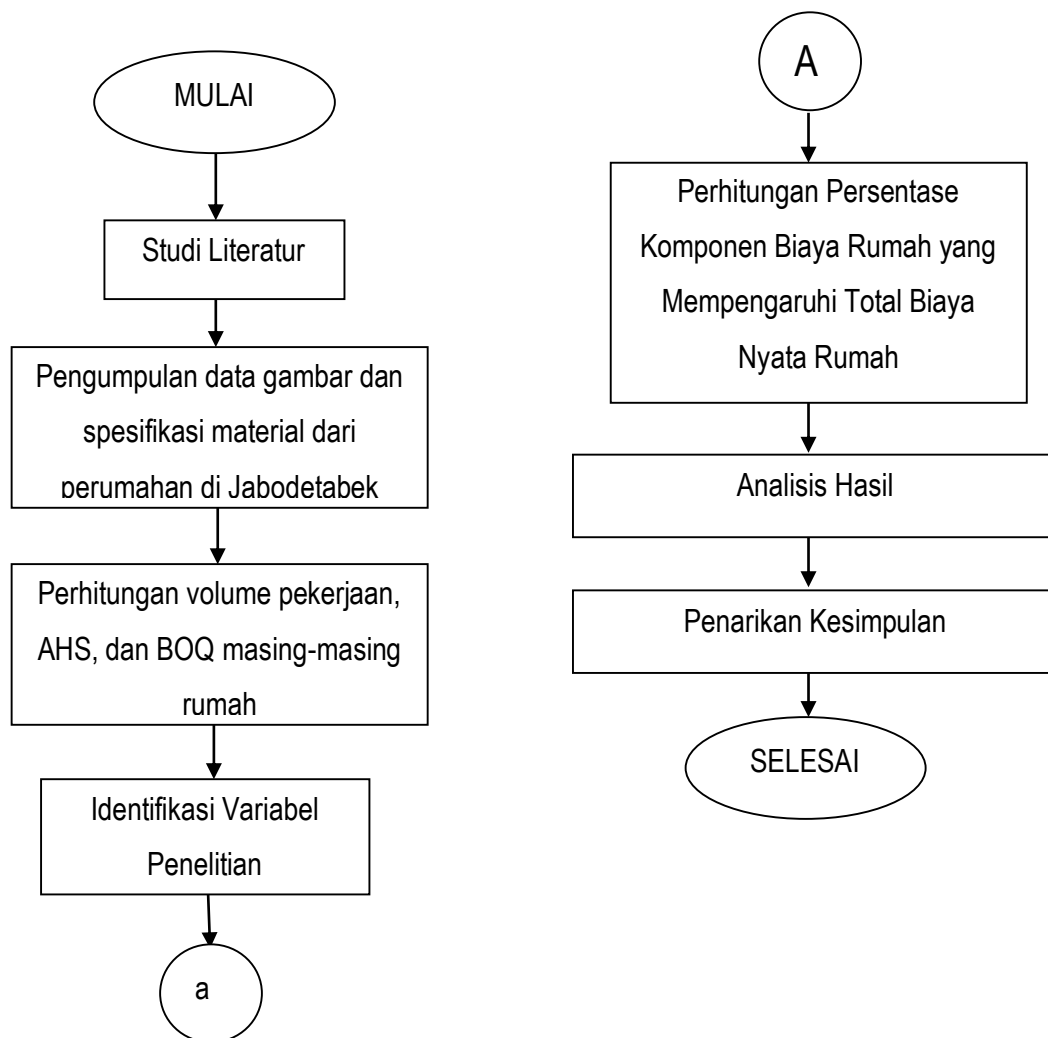 MULAI
Studi Literatur
Pengumpulan data gambar dan
spesifikasi material dari
perumahan di Jabodetabek
Perhitungan volume pekerjaan,
AHS, dan BOQ masing-masing
rumah
Identifikasi Variabel
Penelitian
a
A
Perhitungan Persentase
Komponen Biaya Rumah yang
Mempengaruhi Total Biaya
Nyata Rumah
Analisis Hasil
Penarikan Kesimpulan
SELESAI